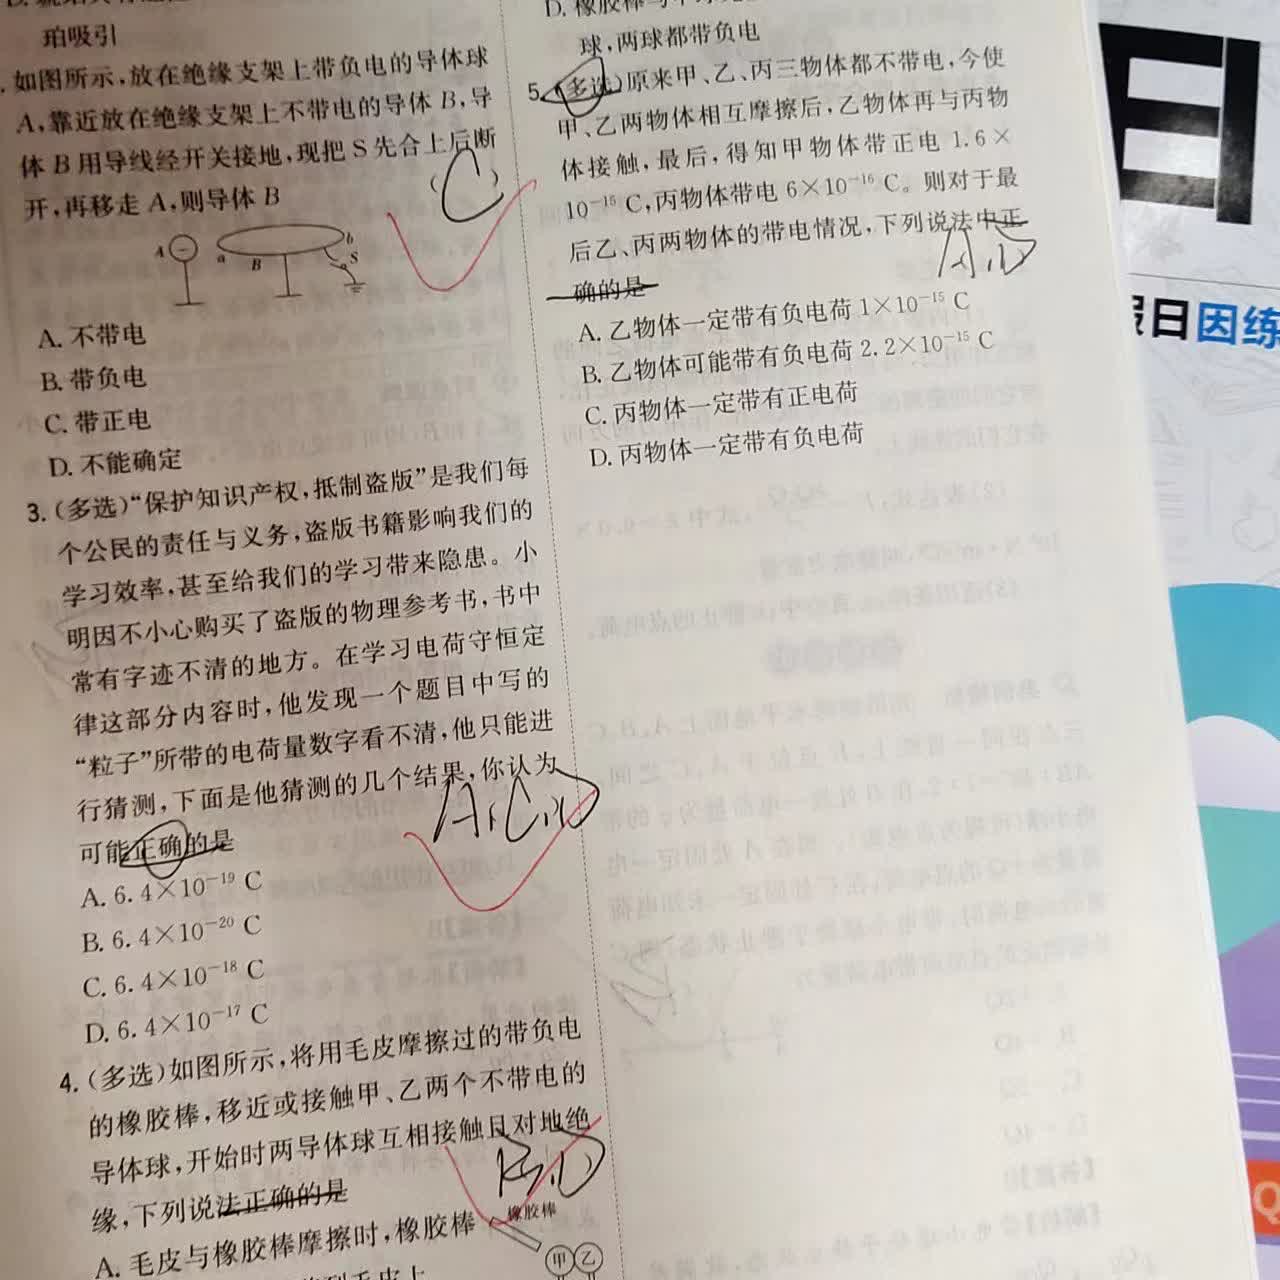 珀吸引
如图所示,放在绝缘支架上带负电的导体球
A,靠近放在绝缘支架上不带电的导体 B,导
体 B 用导线经开关接地,现把 S 先合上后断
开,再移走 A,则导体 B
( C )
A
−
a
B
b
S
A. 不带电
B. 带负电
C. 带正电
D. 不能确定
3. (多选)“保护知识产权,抵制盗版”是我们每
个公民的责任与义务,盗版书籍影响我们的
学习效率,甚至给我们的学习带来隐患。小
明因不小心购买了盗版的物理参考书,书中
常有字迹不清的地方。在学习电荷守恒定
律这部分内容时,他发现一个题目中写的
“粒子”所带的电荷量数字看不清,他只能进
行猜测,下面是他猜测的几个结果,你认为
可能正确的是
A.C.D
A. 6.4×10⁻¹⁹ C
B. 6.4×10⁻²⁰ C
C. 6.4×10⁻¹⁸ C
D. 6.4×10⁻¹⁷ C
4. (多选)如图所示,将用毛皮摩擦过的带负电
的橡胶棒,移近或接触甲、乙两个不带电的
导体球,开始时两导体球互相接触且对地绝
缘,下列说法正确的是
B.D
橡胶棒
甲
乙
A. 毛皮与橡胶棒摩擦时,橡胶棒
球,两球都带负电
5. (多选)原来甲、乙、丙三物体都不带电,今使
甲、乙两物体相互摩擦后,乙物体再与丙物
体接触,最后,得知甲物体带正电 1.6×
10⁻¹⁵ C,丙物体带电 6×10⁻¹⁶ C。则对于最
后乙、丙两物体的带电情况,下列说法中正
确的是
A.D
A. 乙物体一定带有负电荷 1×10⁻¹⁵ C
B. 乙物体可能带有负电荷 2.2×10⁻¹⁵ C
C. 丙物体一定带有正电荷
D. 丙物体一定带有负电荷
日
假日因练